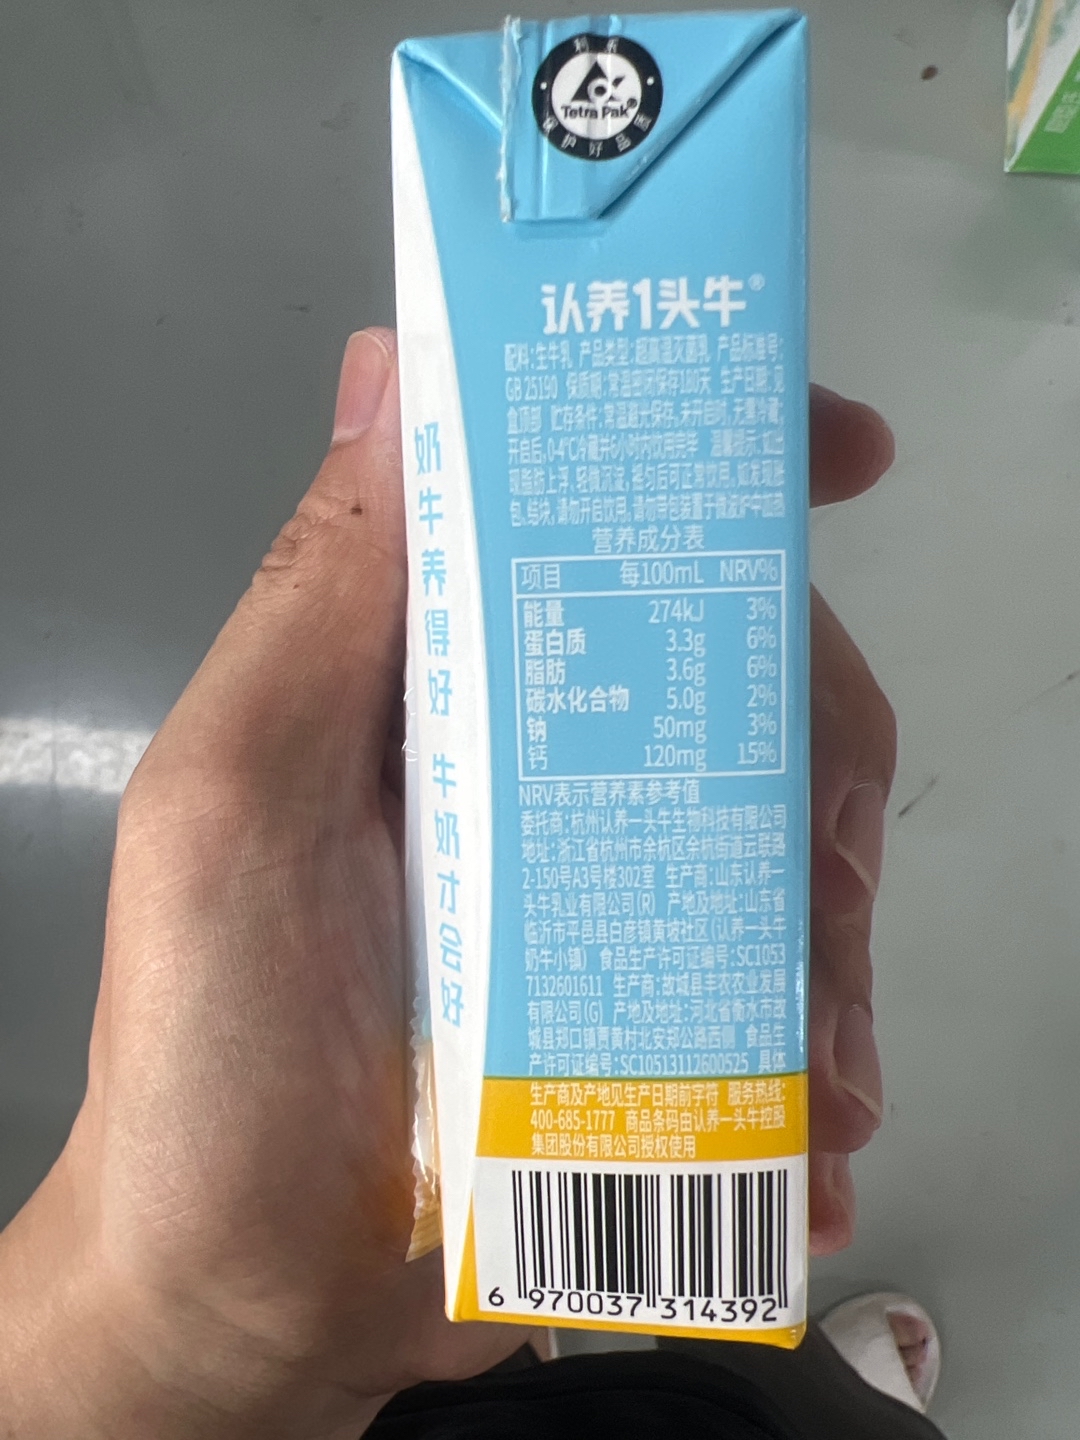 利乐
Tetra Pak®
保护好品质
认养1头牛®
配料:生牛乳 产品类型:超高温灭菌乳 产品标准号:
GB 25190 保质期:常温密闭保存180天 生产日期:见
盒顶部 贮存条件:常温避光保存,未开启时,无需冷藏;
开启后,0-4℃冷藏并6小时内饮用完毕 温馨提示:如出
现脂肪上浮、轻微沉淀,摇匀后可正常饮用。如发现胀
包、结块,请勿开启饮用。请勿带包装置于微波炉中加热
营养成分表
项目 每100mL NRV%
能量 274kJ 3%
蛋白质 3.3g 6%
脂肪 3.6g 6%
碳水化合物 5.0g 2%
钠 50mg 3%
钙 120mg 15%
NRV表示营养素参考值
委托商:杭州认养一头牛生物科技有限公司
地址:浙江省杭州市余杭区余杭街道云联路
2-150号A3号楼302室 生产商:山东认养一
头牛乳业有限公司(R) 产地及地址:山东省
临沂市平邑县白彦镇黄坡社区(认养一头牛
奶牛小镇) 食品生产许可证编号:SC1053
7132601611 生产商:故城县丰农农业发展
有限公司(G) 产地及地址:河北省衡水市故
城县郑口镇贾黄村北安郑公路西侧 食品生
产许可证编号:SC10513112600525 具体
生产商及产地见生产日期前字符 服务热线:
400-685-1777 商品条码由认养一头牛控股
集团股份有限公司授权使用
6 970037 314392
奶牛养得好 牛奶才会好